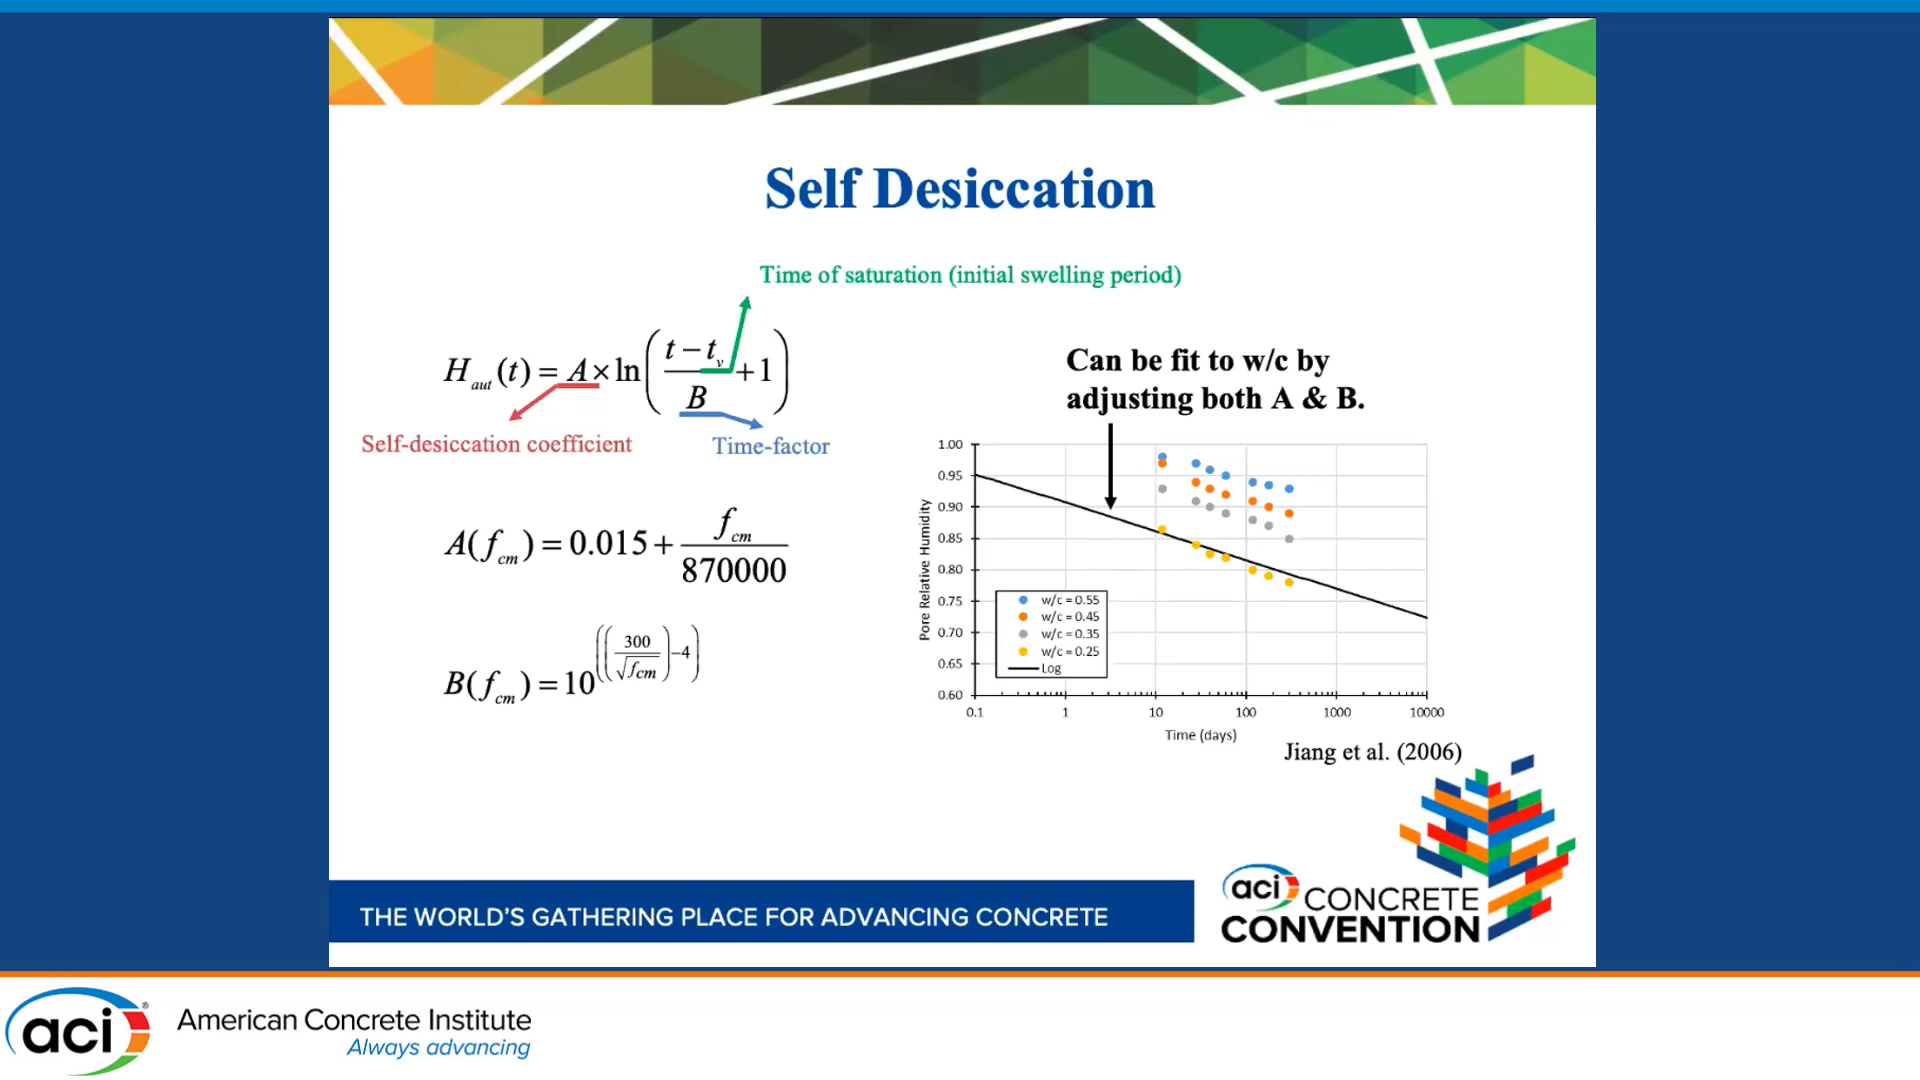 Self Desiccation
Time of saturation (initial swelling period)
H_aut (t) = A × ln((t − t_v)/B + 1)
Self-desiccation coefficient
Time-factor
A(f_cm) = 0.015 + f_cm/870000
B(f_cm) = 10^(((300/√f_cm) −4)
Can be fit to w/c by
adjusting both A & B.
1.00
0.95
0.90
0.85
0.80
0.75
0.70
0.65
0.60
Pore Relative Humidity
w/c = 0.55
w/c = 0.45
w/c = 0.35
w/c = 0.25
Log
0.1 1 10 100 1000 10000
Time (days)
Jiang et al. (2006)
THE WORLD'S GATHERING PLACE FOR ADVANCING CONCRETE
aci CONCRETE
CONVENTION
aci ®
American Concrete Institute
Always advancing